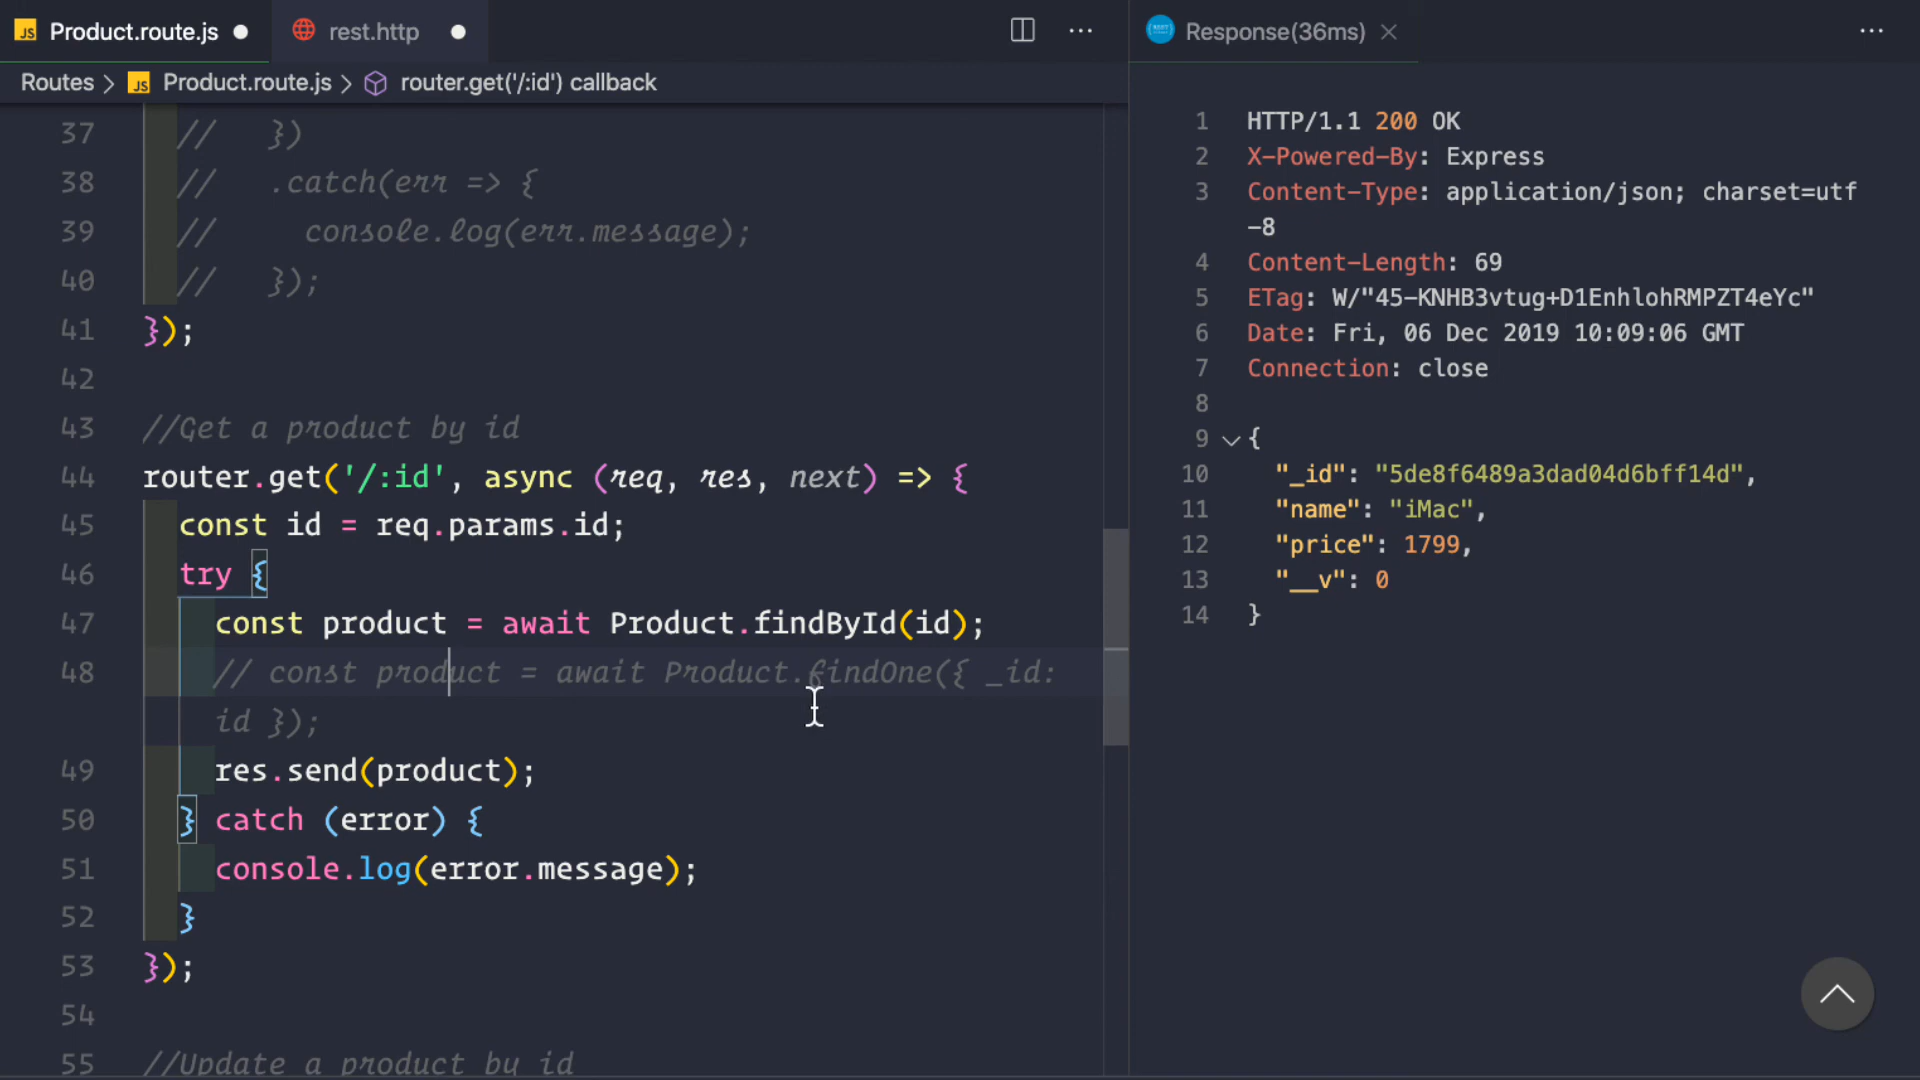 JS Product.route.js
rest.http
Response(36ms)
Routes > JS Product.route.js > router.get('/:id') callback
37 //   })
38 //   .catch(err => {
39 //     console.log(err.message);
40 //   });
41 });
42
43 //Get a product by id
44 router.get('/:id', async (req, res, next) => {
45 const id = req.params.id;
46 try {
47 const product = await Product.findById(id);
48 // const product = await Product.findOne({ _id:
id });
49 res.send(product);
50 } catch (error) {
51 console.log(error.message);
52 }
53 });
54
55 //Update a product by id
1 HTTP/1.1 200 OK
2 X-Powered-By: Express
3 Content-Type: application/json; charset=utf
-8
4 Content-Length: 69
5 ETag: W/"45-KNHB3vtug+D1EnhlohRMPZT4eYc"
6 Date: Fri, 06 Dec 2019 10:09:06 GMT
7 Connection: close
8
9 {
10 "_id": "5de8f6489a3dad04d6bff14d",
11 "name": "iMac",
12 "price": 1799,
13 "__v": 0
14 }